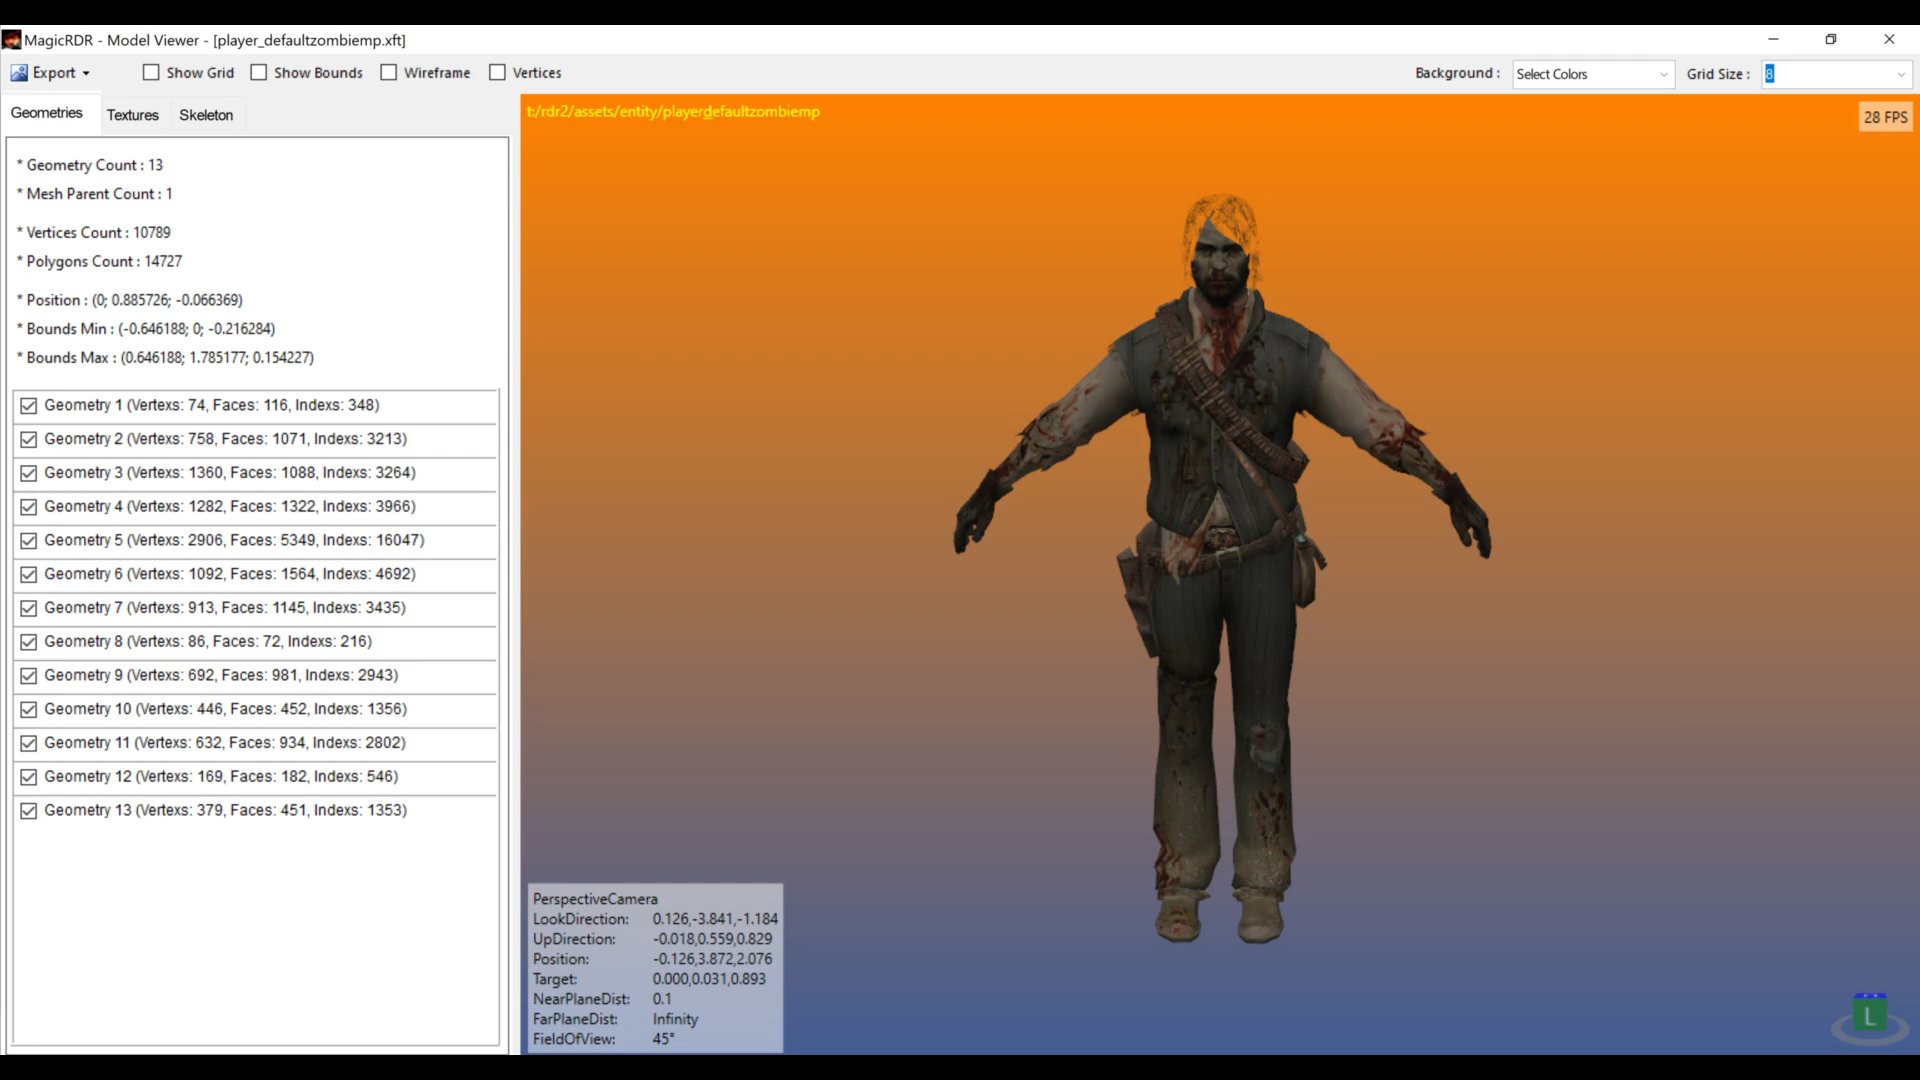 MagicRDR - Model Viewer - [player_defaultzombiemp.xft]
Export Show Grid Show Bounds Wireframe Vertices Background : Select Colors Grid Size : 8
Geometries Textures Skeleton
t:/rdr2/assets/entity/playerdefaultzombiemp
28 FPS
* Geometry Count : 13
* Mesh Parent Count : 1
* Vertices Count : 10789
* Polygons Count : 14727
* Position : (0; 0.885726; -0.066369)
* Bounds Min : (-0.646188; 0; -0.216284)
* Bounds Max : (0.646188; 1.785177; 0.154227)
Geometry 1 (Vertexs: 74, Faces: 116, Indexs: 348)
Geometry 2 (Vertexs: 758, Faces: 1071, Indexs: 3213)
Geometry 3 (Vertexs: 1360, Faces: 1088, Indexs: 3264)
Geometry 4 (Vertexs: 1282, Faces: 1322, Indexs: 3966)
Geometry 5 (Vertexs: 2906, Faces: 5349, Indexs: 16047)
Geometry 6 (Vertexs: 1092, Faces: 1564, Indexs: 4692)
Geometry 7 (Vertexs: 913, Faces: 1145, Indexs: 3435)
Geometry 8 (Vertexs: 86, Faces: 72, Indexs: 216)
Geometry 9 (Vertexs: 692, Faces: 981, Indexs: 2943)
Geometry 10 (Vertexs: 446, Faces: 452, Indexs: 1356)
Geometry 11 (Vertexs: 632, Faces: 934, Indexs: 2802)
Geometry 12 (Vertexs: 169, Faces: 182, Indexs: 546)
Geometry 13 (Vertexs: 379, Faces: 451, Indexs: 1353)
PerspectiveCamera
LookDirection: 0.126,-3.841,-1.184
UpDirection: -0.018,0.559,0.829
Position: -0.126,3.872,2.076
Target: 0.000,0.031,0.893
NearPlaneDist: 0.1
FarPlaneDist: Infinity
FieldOfView: 45°
L